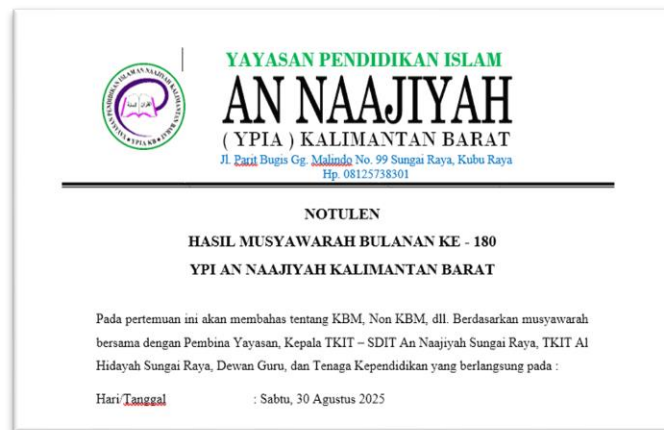 YAYASAN PENDIDIKAN ISLAM
AN NAAJIYAH
( YPIA ) KALIMANTAN BARAT
Jl. Parit Bugis Gg. Malindo No. 99 Sungai Raya, Kubu Raya
Hp. 08125738301
NOTULEN
HASIL MUSYAWARAH BULANAN KE - 180
YPI AN NAAJIYAH KALIMANTAN BARAT
Pada pertemuan ini akan membahas tentang KBM, Non KBM, dll. Berdasarkan musyawarah
bersama dengan Pembina Yayasan, Kepala TKIT – SDIT An Naajiyah Sungai Raya, TKIT Al
Hidayah Sungai Raya, Dewan Guru, dan Tenaga Kependidikan yang berlangsung pada :
Hari/Tanggal : Sabtu, 30 Agustus 2025